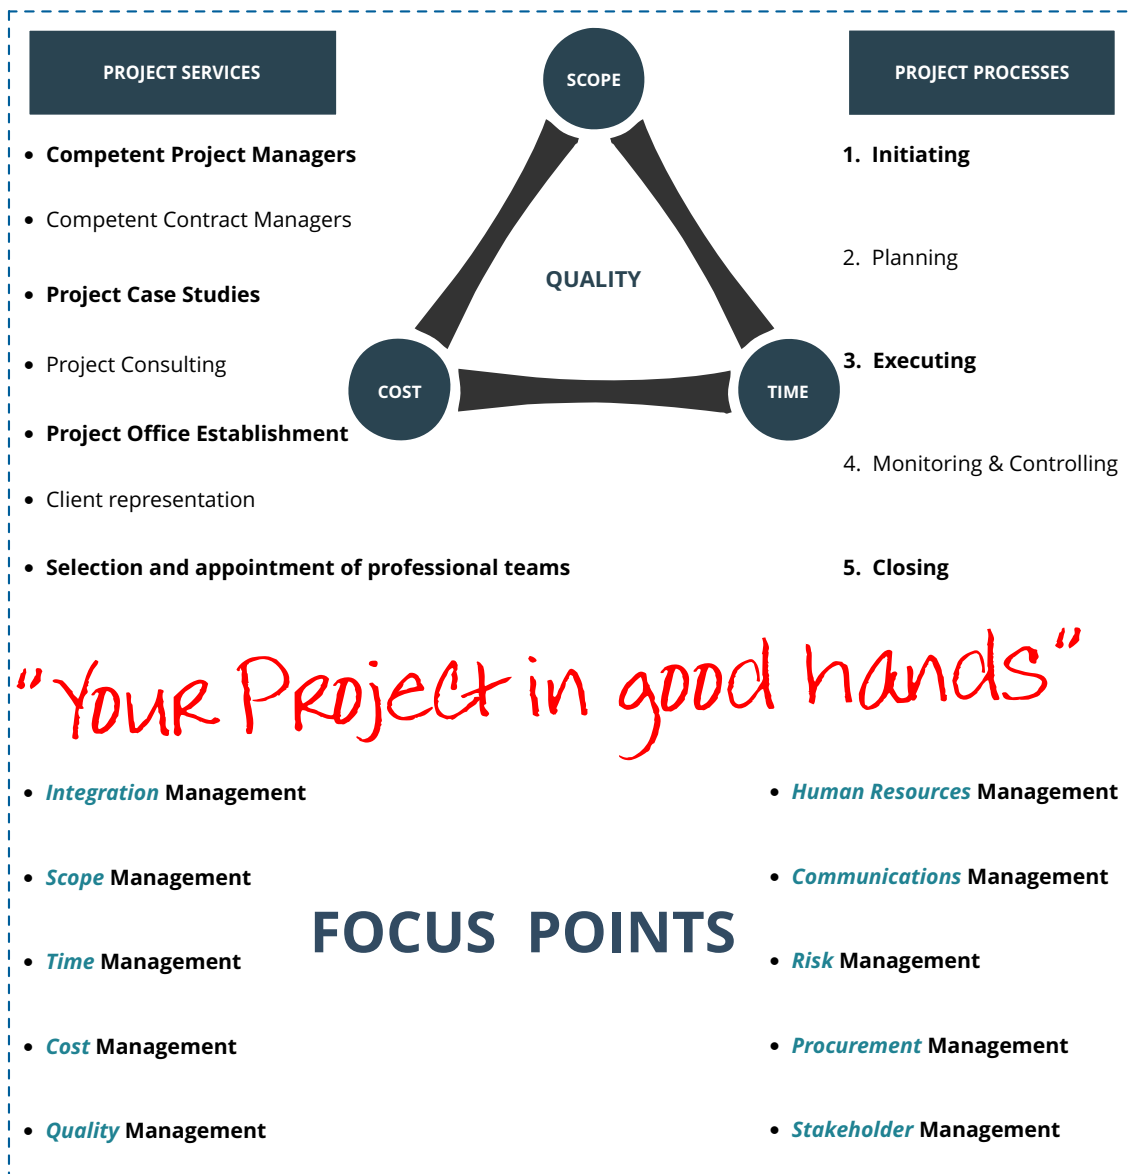 PROJECT SERVICES
• Competent Project Managers
• Competent Contract Managers
• Project Case Studies
• Project Consulting
• Project Office Establishment
• Client representation
• Selection and appointment of professional teams
SCOPE
QUALITY
COST
TIME
PROJECT PROCESSES
1. Initiating
2. Planning
3. Executing
4. Monitoring & Controlling
5. Closing
"Your Project in good hands"
• Integration Management
• Scope Management
• Time Management
• Cost Management
• Quality Management
FOCUS POINTS
• Human Resources Management
• Communications Management
• Risk Management
• Procurement Management
• Stakeholder Management